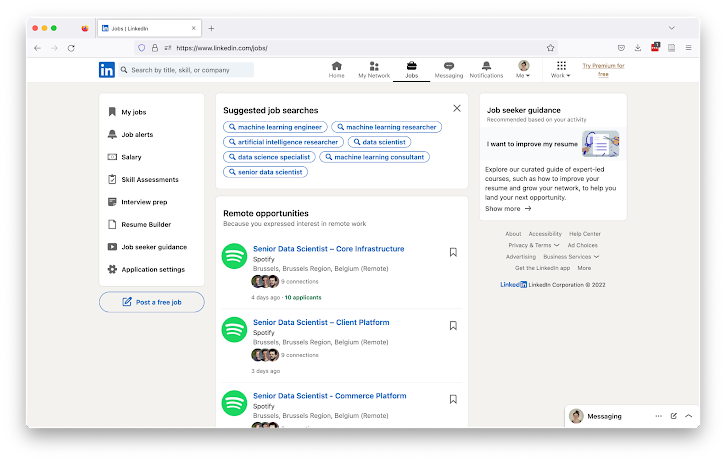 Jobs | LinkedIn
https://www.linkedin.com/jobs/
in
Search by title, skill, or company
Home
My Network
Jobs
Messaging
Notifications
Me
Work
Try Premium for
free
My jobs
Job alerts
Salary
Skill Assessments
Interview prep
Resume Builder
Job seeker guidance
Application settings
Post a free job
Suggested job searches
machine learning engineer
machine learning researcher
artificial intelligence researcher
data scientist
data science specialist
machine learning consultant
senior data scientist
Remote opportunities
Because you expressed interest in remote work
Senior Data Scientist – Core Infrastructure
Spotify
Brussels, Brussels Region, Belgium (Remote)
9 connections
4 days ago · 10 applicants
Senior Data Scientist – Client Platform
Spotify
Brussels, Brussels Region, Belgium (Remote)
9 connections
3 days ago
Senior Data Scientist - Commerce Platform
Spotify
Brussels, Brussels Region, Belgium (Remote)
Job seeker guidance
Recommended based on your activity
I want to improve my resume
Explore our curated guide of expert-led
courses, such as how to improve your
resume and grow your network, to help you
land your next opportunity.
Show more
About Accessibility Help Center
Privacy & Terms Ad Choices
Advertising Business Services
Get the LinkedIn app More
LinkedIn LinkedIn Corporation © 2022
Messaging